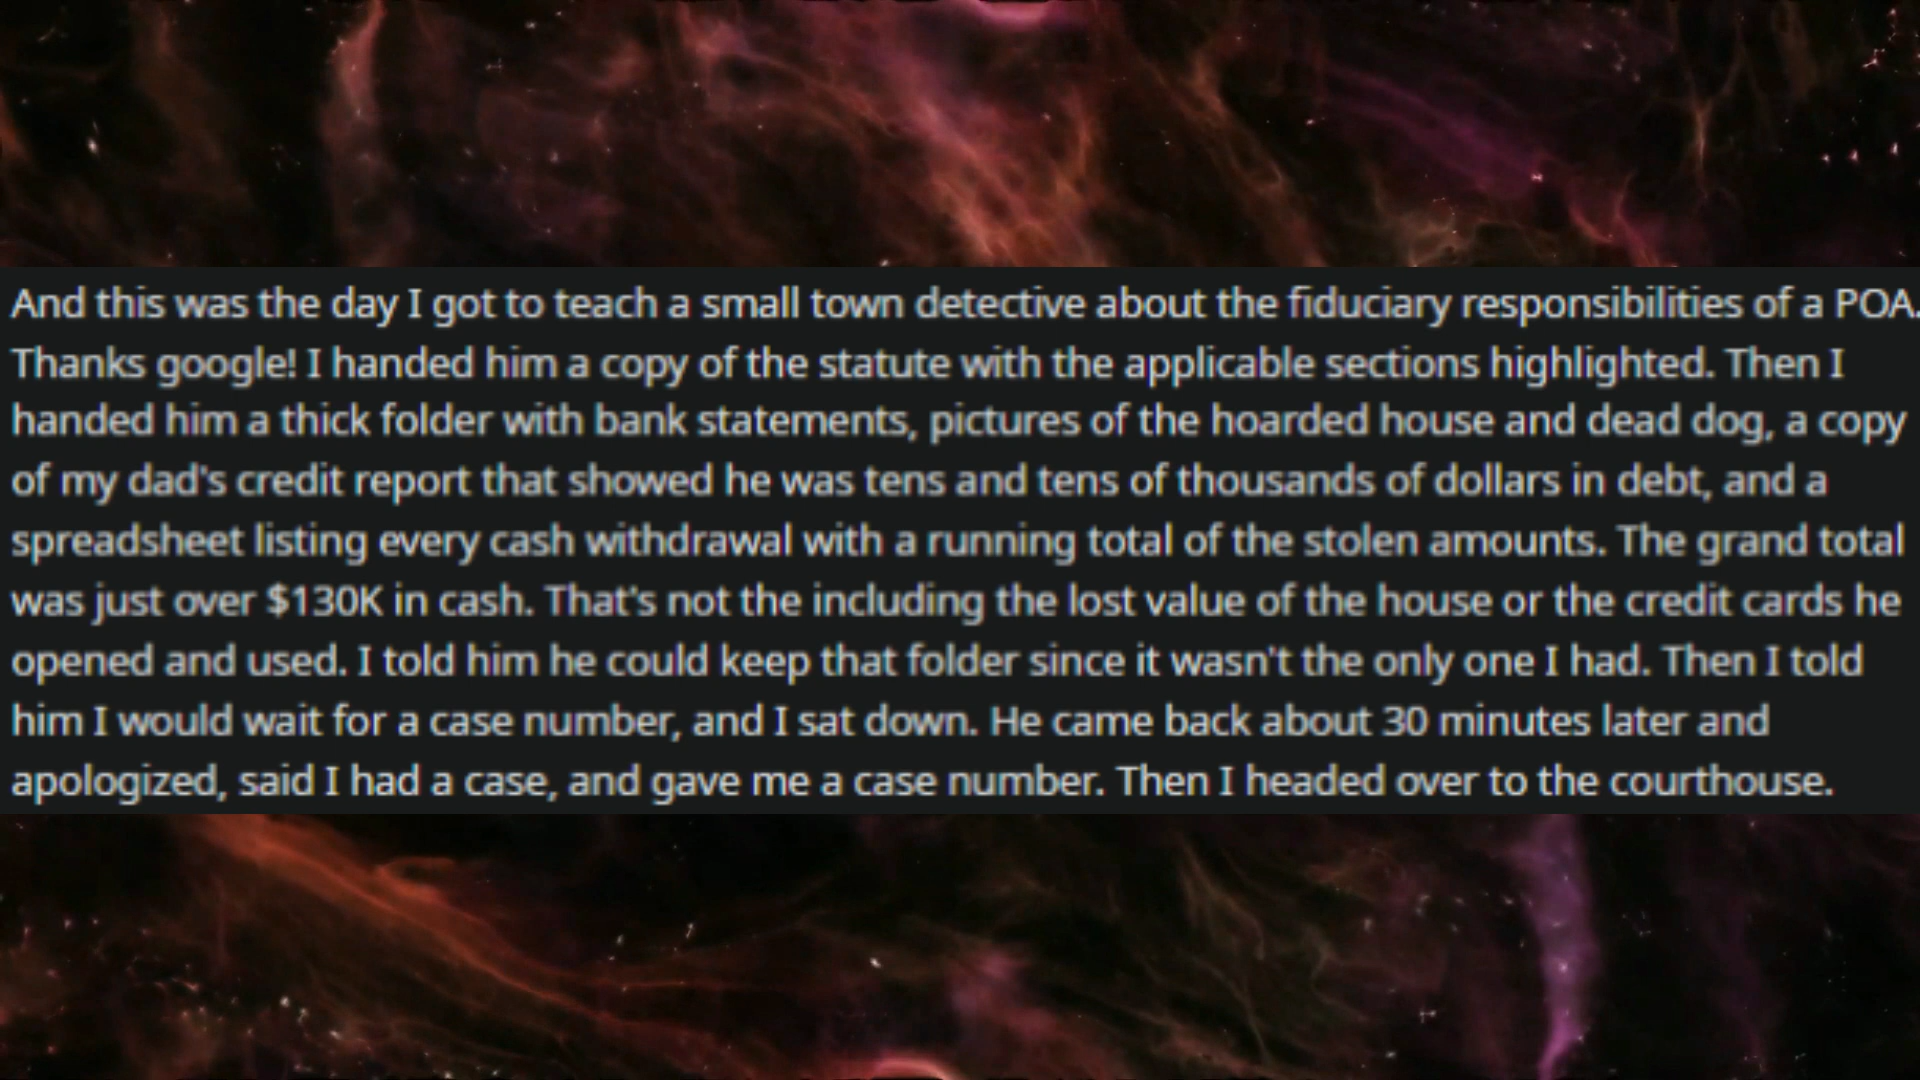 And this was the day I got to teach a small town detective about the fiduciary responsibilities of a POA.
Thanks google! I handed him a copy of the statute with the applicable sections highlighted. Then I
handed him a thick folder with bank statements, pictures of the hoarded house and dead dog, a copy
of my dad's credit report that showed he was tens and tens of thousands of dollars in debt, and a
spreadsheet listing every cash withdrawal with a running total of the stolen amounts. The grand total
was just over $130K in cash. That's not the including the lost value of the house or the credit cards he
opened and used. I told him he could keep that folder since it wasn't the only one I had. Then I told
him I would wait for a case number, and I sat down. He came back about 30 minutes later and
apologized, said I had a case, and gave me a case number. Then I headed over to the courthouse.